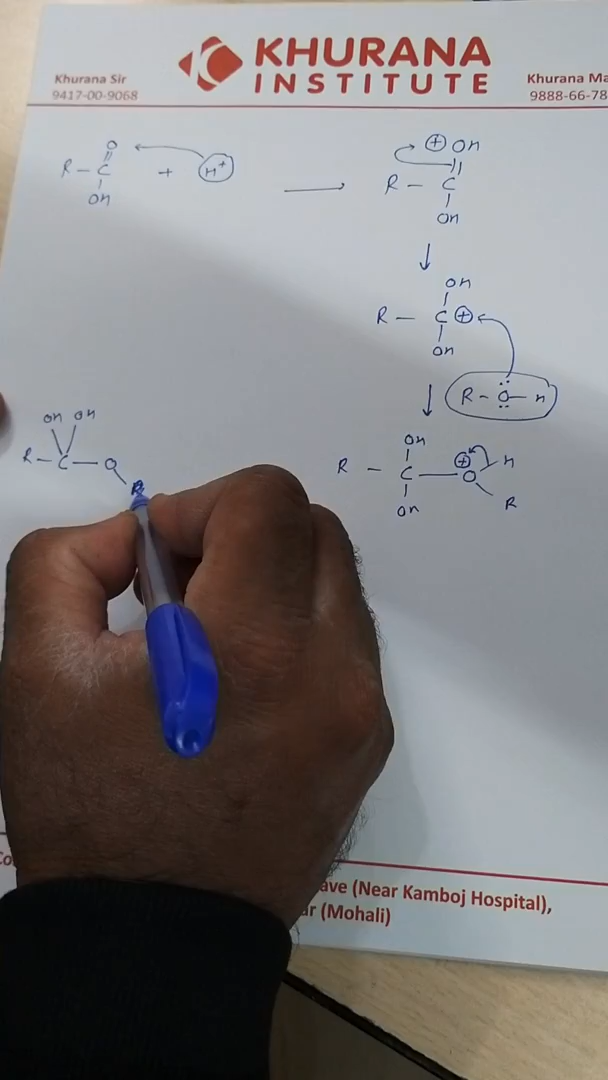 KHURANA
INSTITUTE
Khurana Sir
9417-00-9068
Khurana Ma
9888-66-78
O
R – C + H⁺ ⟶
OH
⊕ OH
R – C
OH
↓
OH
R – C ⊕
OH
↓ R – Ö – H
OH
R – C – O ⊕ H
OH R
OH OH
R – C – O
R
ave (Near Kamboj Hospital),
ar (Mohali)